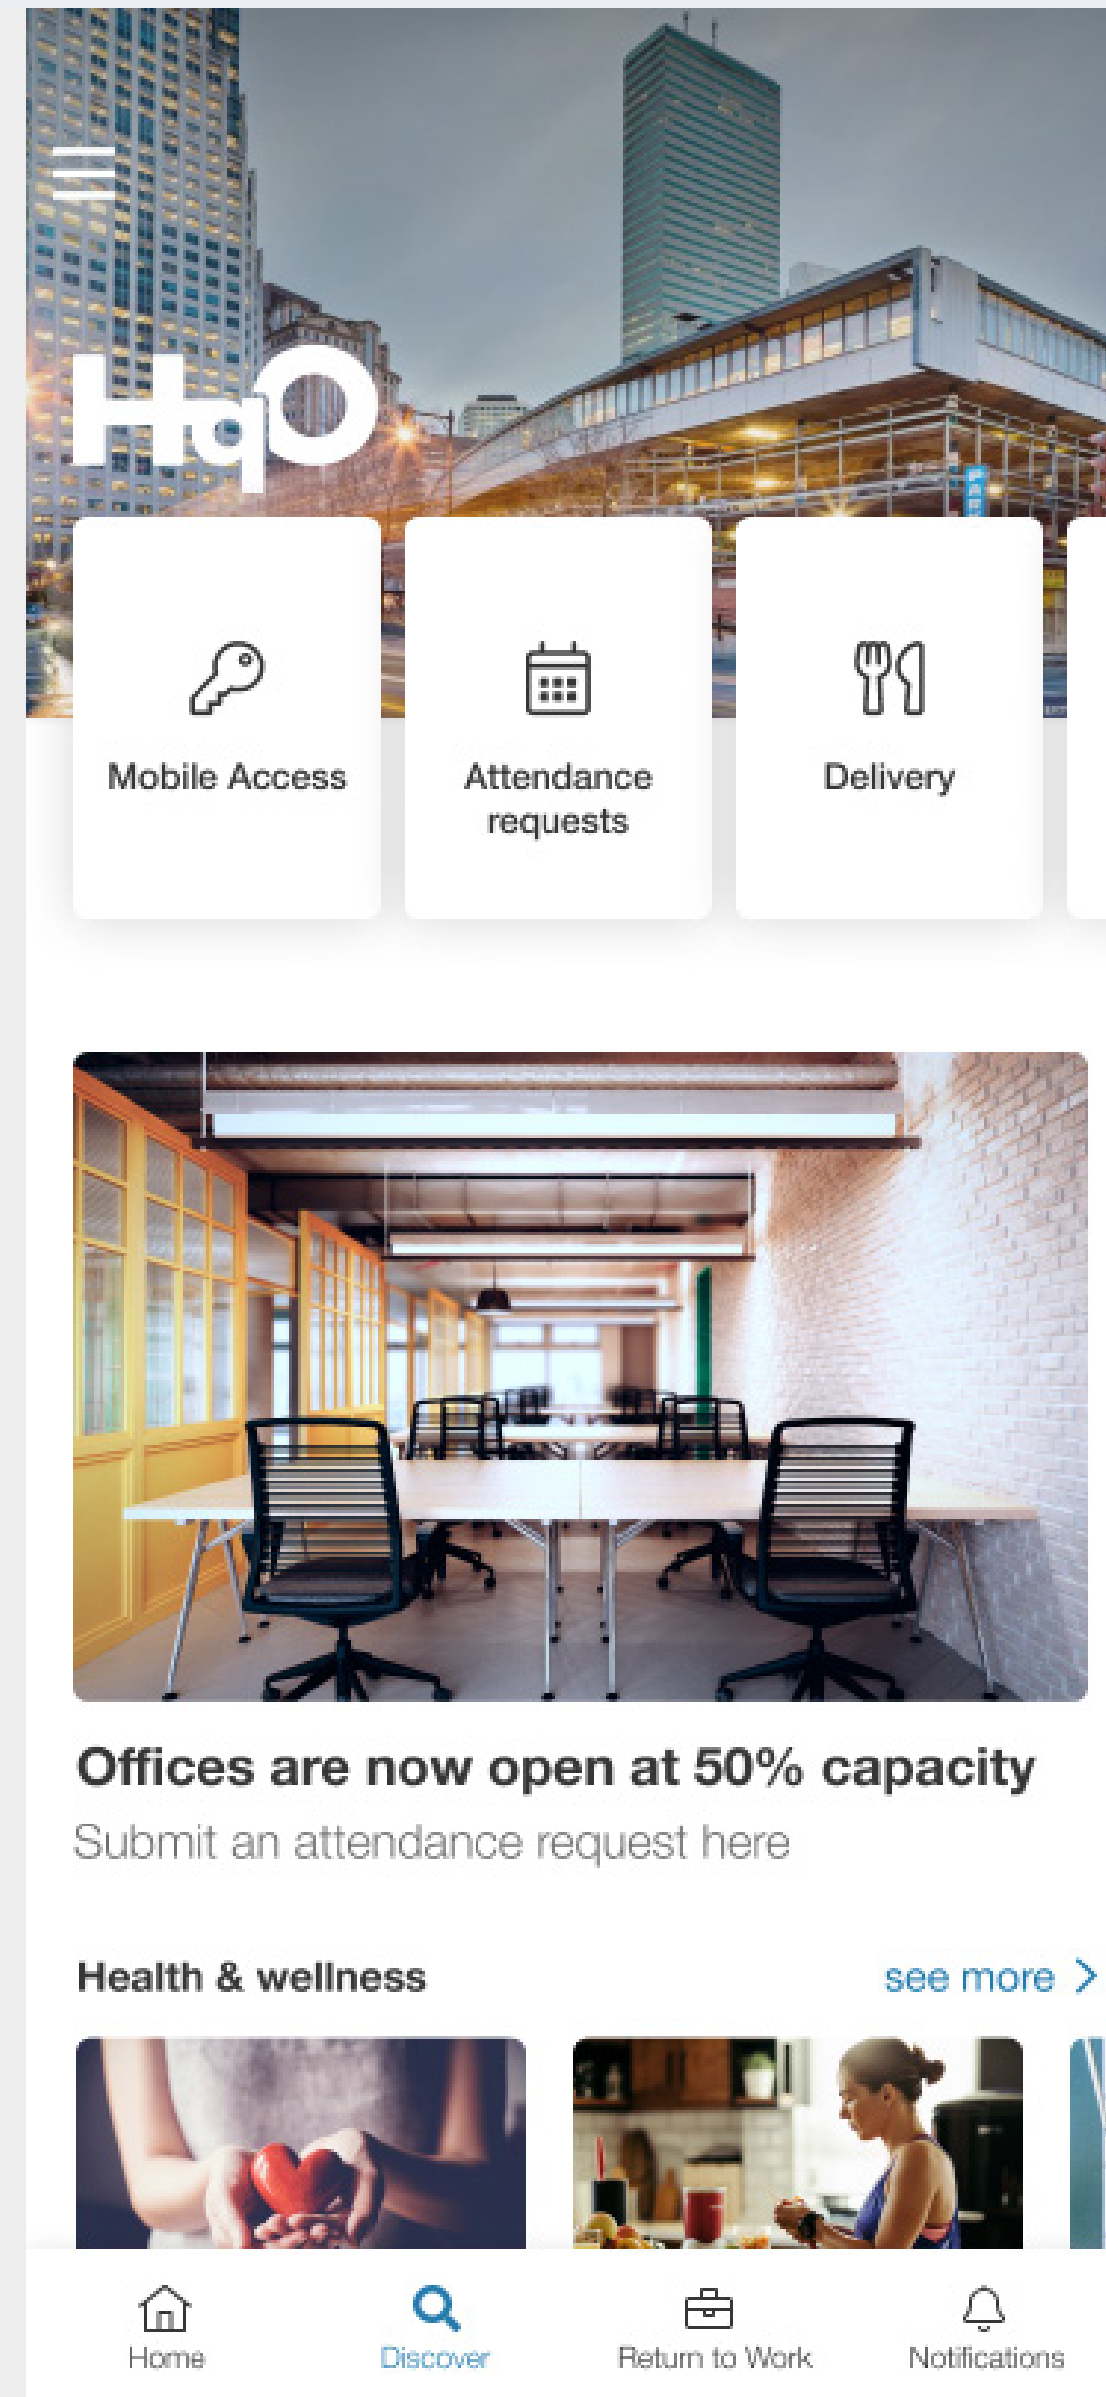 HqO
PAR
Mobile Access
Attendance
requests
Delivery
Offices are now open at 50% capacity
Submit an attendance request here
Health & wellness
see more
Home
Discover
Return to Work
Notifications